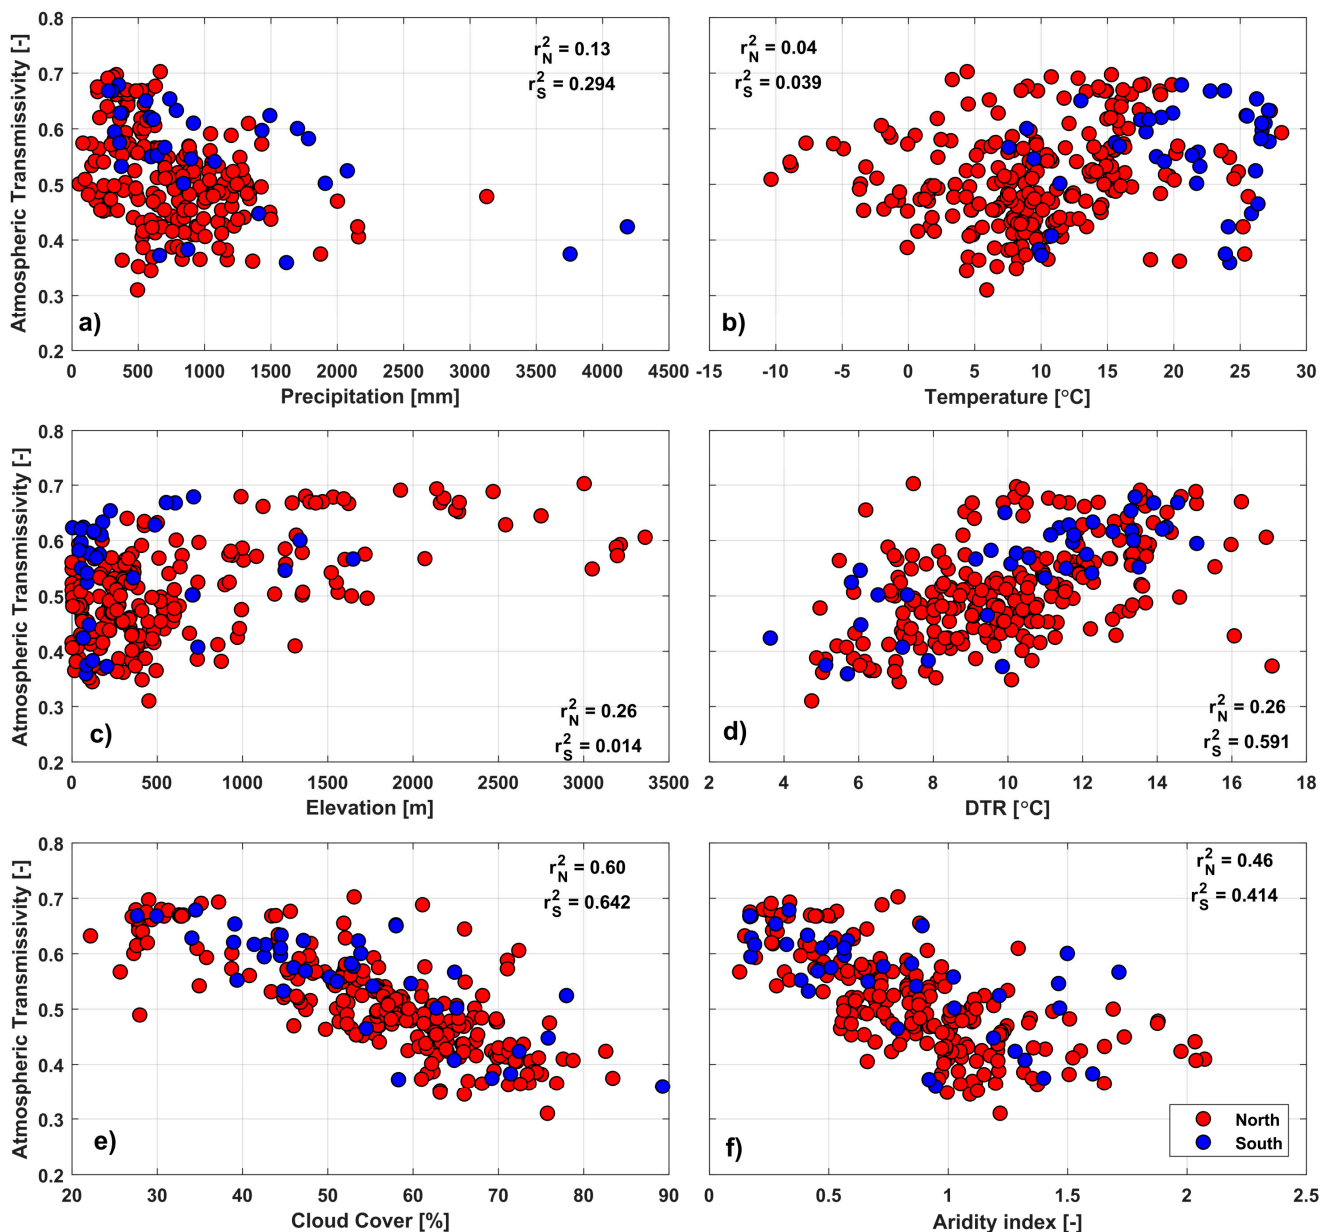 0.8
0.7
0.6
0.5
0.4
0.3
0.2
Atmospheric Transmissivity [-]
r²N = 0.13
r²S = 0.294
a)
0 500 1000 1500 2000 2500 3000 3500 4000 4500
Precipitation [mm]
r²N = 0.04
r²S = 0.039
b)
-15 -10 -5 0 5 10 15 20 25 30
Temperature [°C]
0.8
0.7
0.6
0.5
0.4
0.3
0.2
Atmospheric Transmissivity [-]
r²N = 0.26
r²S = 0.014
c)
0 500 1000 1500 2000 2500 3000 3500
Elevation [m]
r²N = 0.26
r²S = 0.591
d)
2 4 6 8 10 12 14 16 18
DTR [°C]
0.8
0.7
0.6
0.5
0.4
0.3
0.2
Atmospheric Transmissivity [-]
r²N = 0.60
r²S = 0.642
e)
20 30 40 50 60 70 80 90
Cloud Cover [%]
r²N = 0.46
r²S = 0.414
f)
North
South
0 0.5 1 1.5 2 2.5
Aridity index [-]